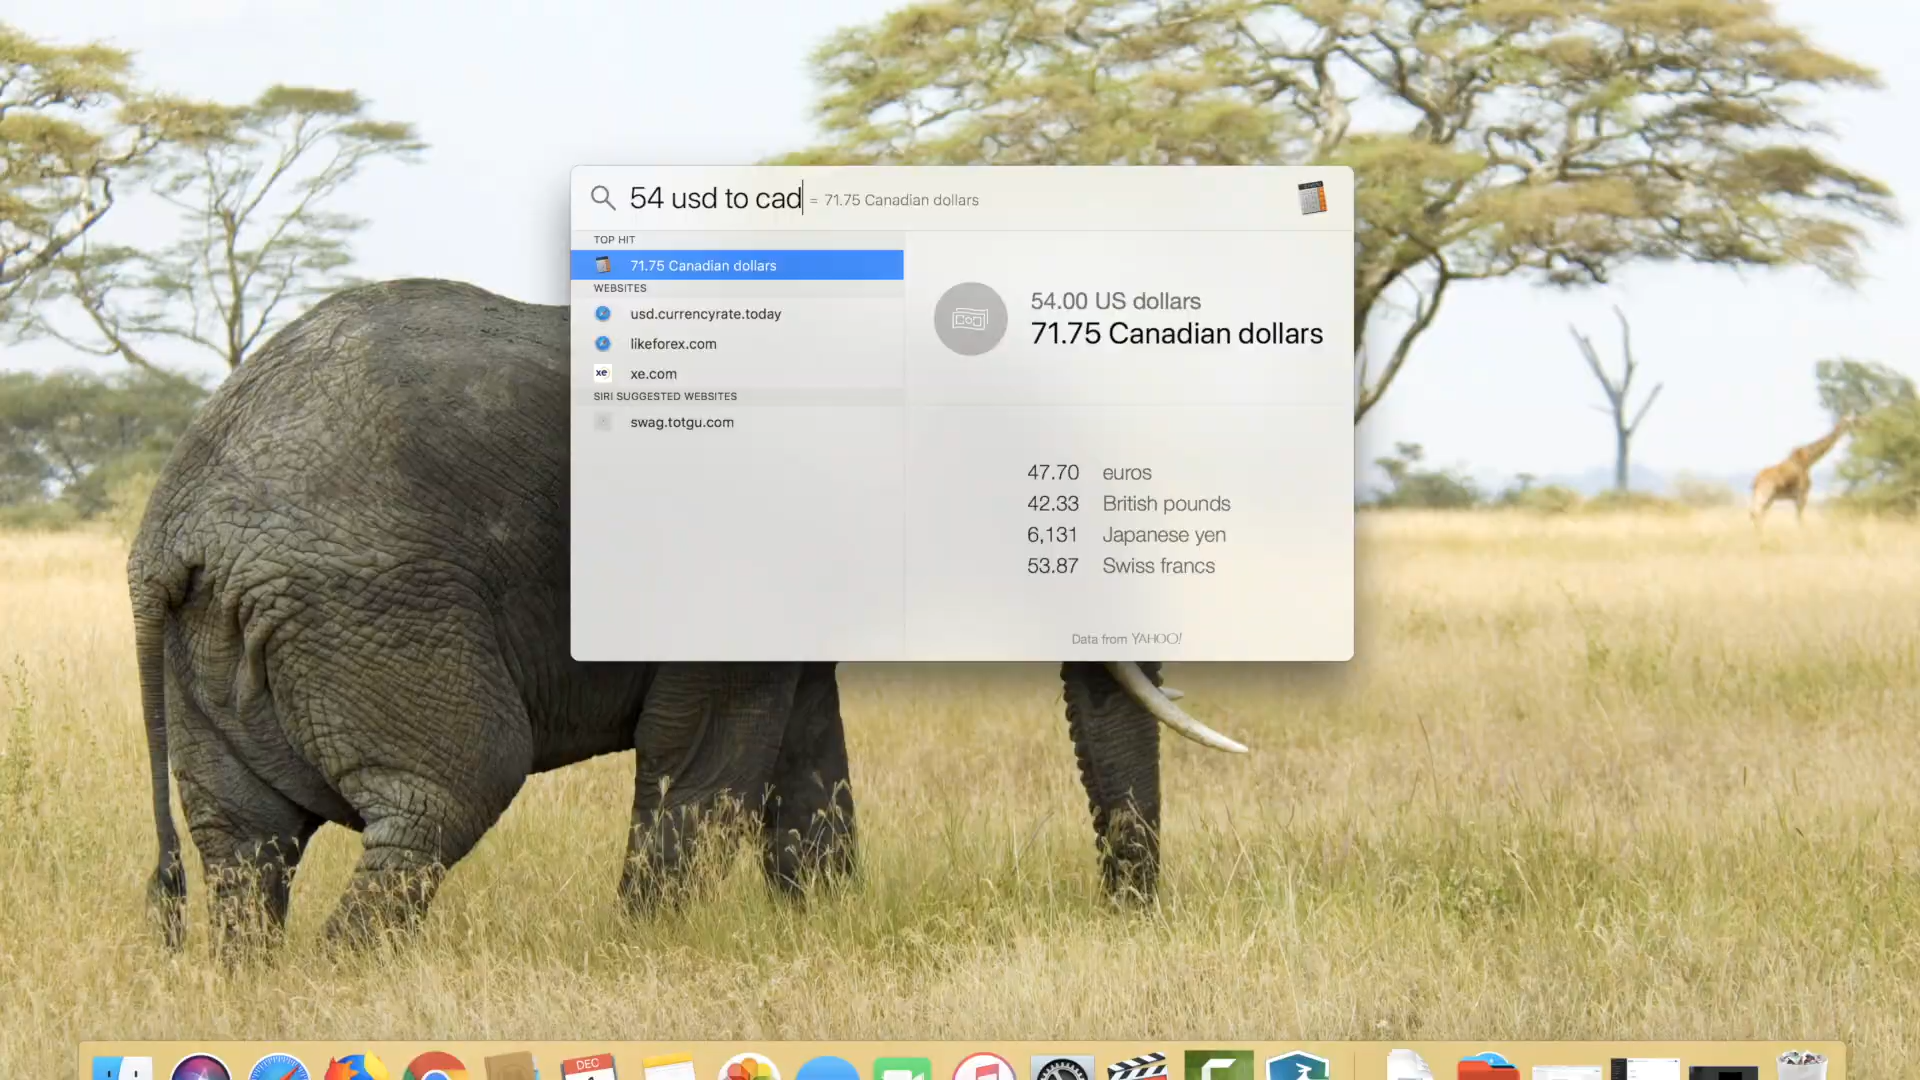 54 usd to cad = 71.75 Canadian dollars
TOP HIT
71.75 Canadian dollars
WEBSITES
usd.currencyrate.today
likeforex.com
xe xe.com
SIRI SUGGESTED WEBSITES
swag.totgu.com
54.00 US dollars
71.75 Canadian dollars
47.70 euros
42.33 British pounds
6,131 Japanese yen
53.87 Swiss francs
Data from YAHOO!
DEC